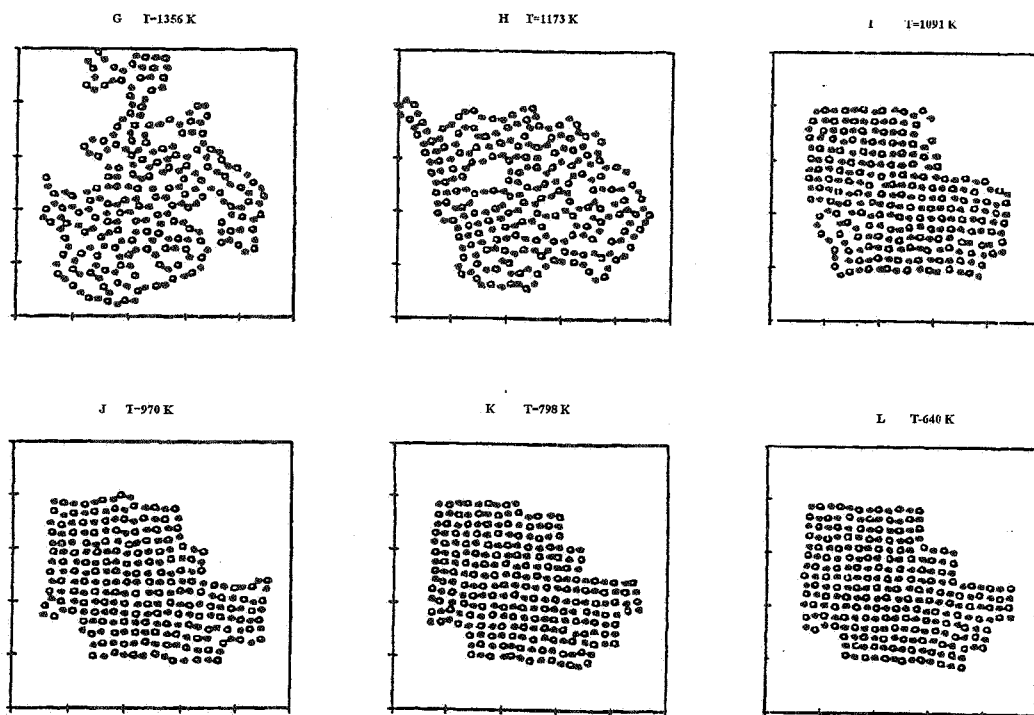 G T=1356 K
H T=1173 K
I T=1091 K
J T=970 K
K T=798 K
L T=640 K